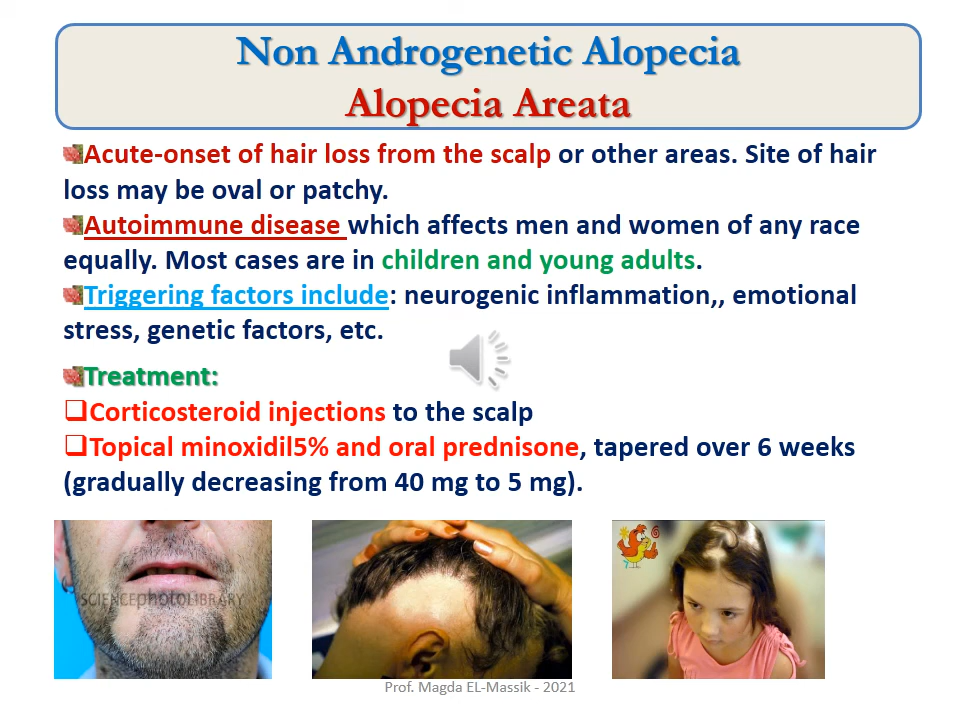 Non Androgenetic Alopecia
Alopecia Areata
Acute-onset of hair loss from the scalp or other areas. Site of hair
loss may be oval or patchy.
Autoimmune disease which affects men and women of any race
equally. Most cases are in children and young adults.
Triggering factors include: neurogenic inflammation,, emotional
stress, genetic factors, etc.
Treatment:
❑Corticosteroid injections to the scalp
❑Topical minoxidil5% and oral prednisone, tapered over 6 weeks
(gradually decreasing from 40 mg to 5 mg).
SCIENCEPHOTOLIBRARY
Prof. Magda EL-Massik - 2021